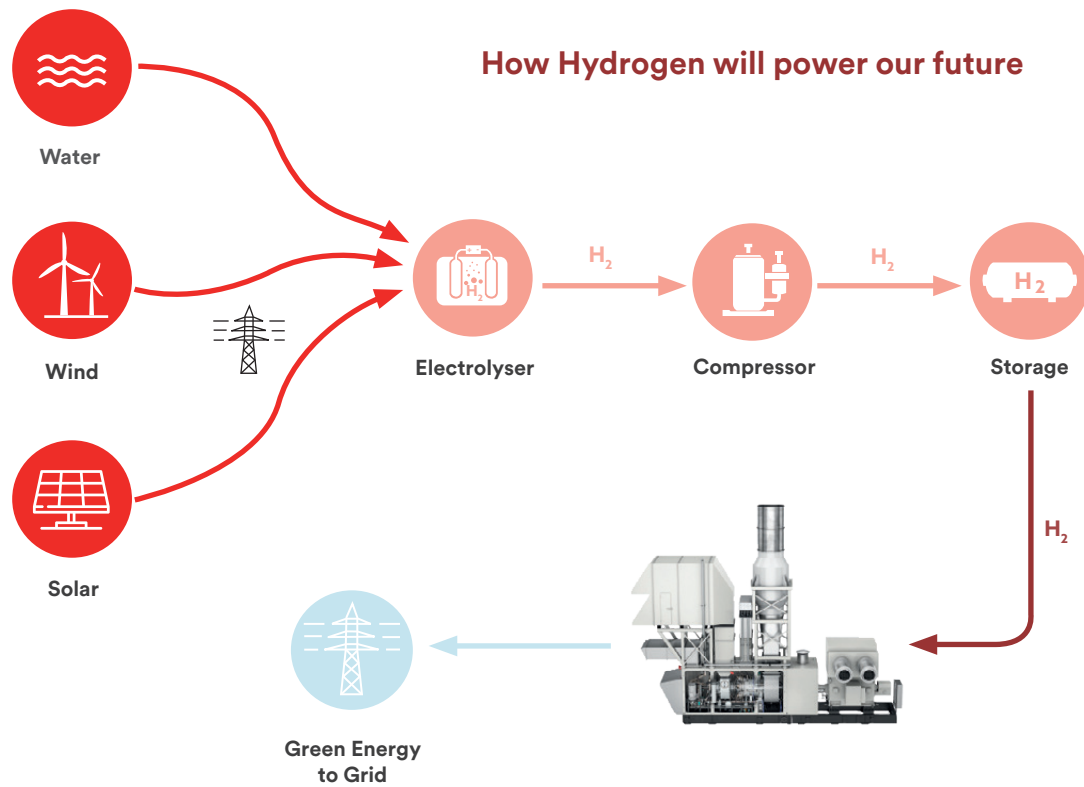 How Hydrogen will power our future
Water
Wind
Solar
H₂
Electrolyser
H₂
Compressor
H₂
H₂
Storage
H₂
Green Energy
to Grid